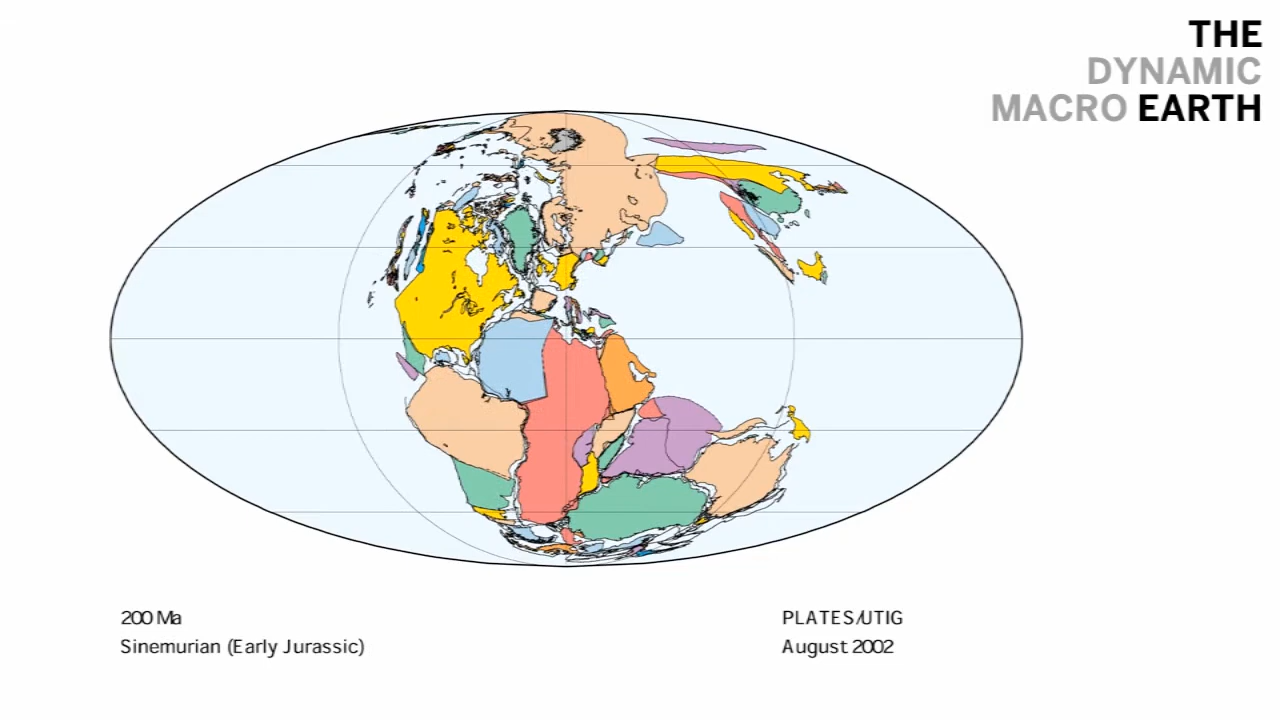 THE
DYNAMIC
MACRO EARTH
200 Ma
Sinemurian (Early Jurassic)
PLATES/UTIG
August 2002